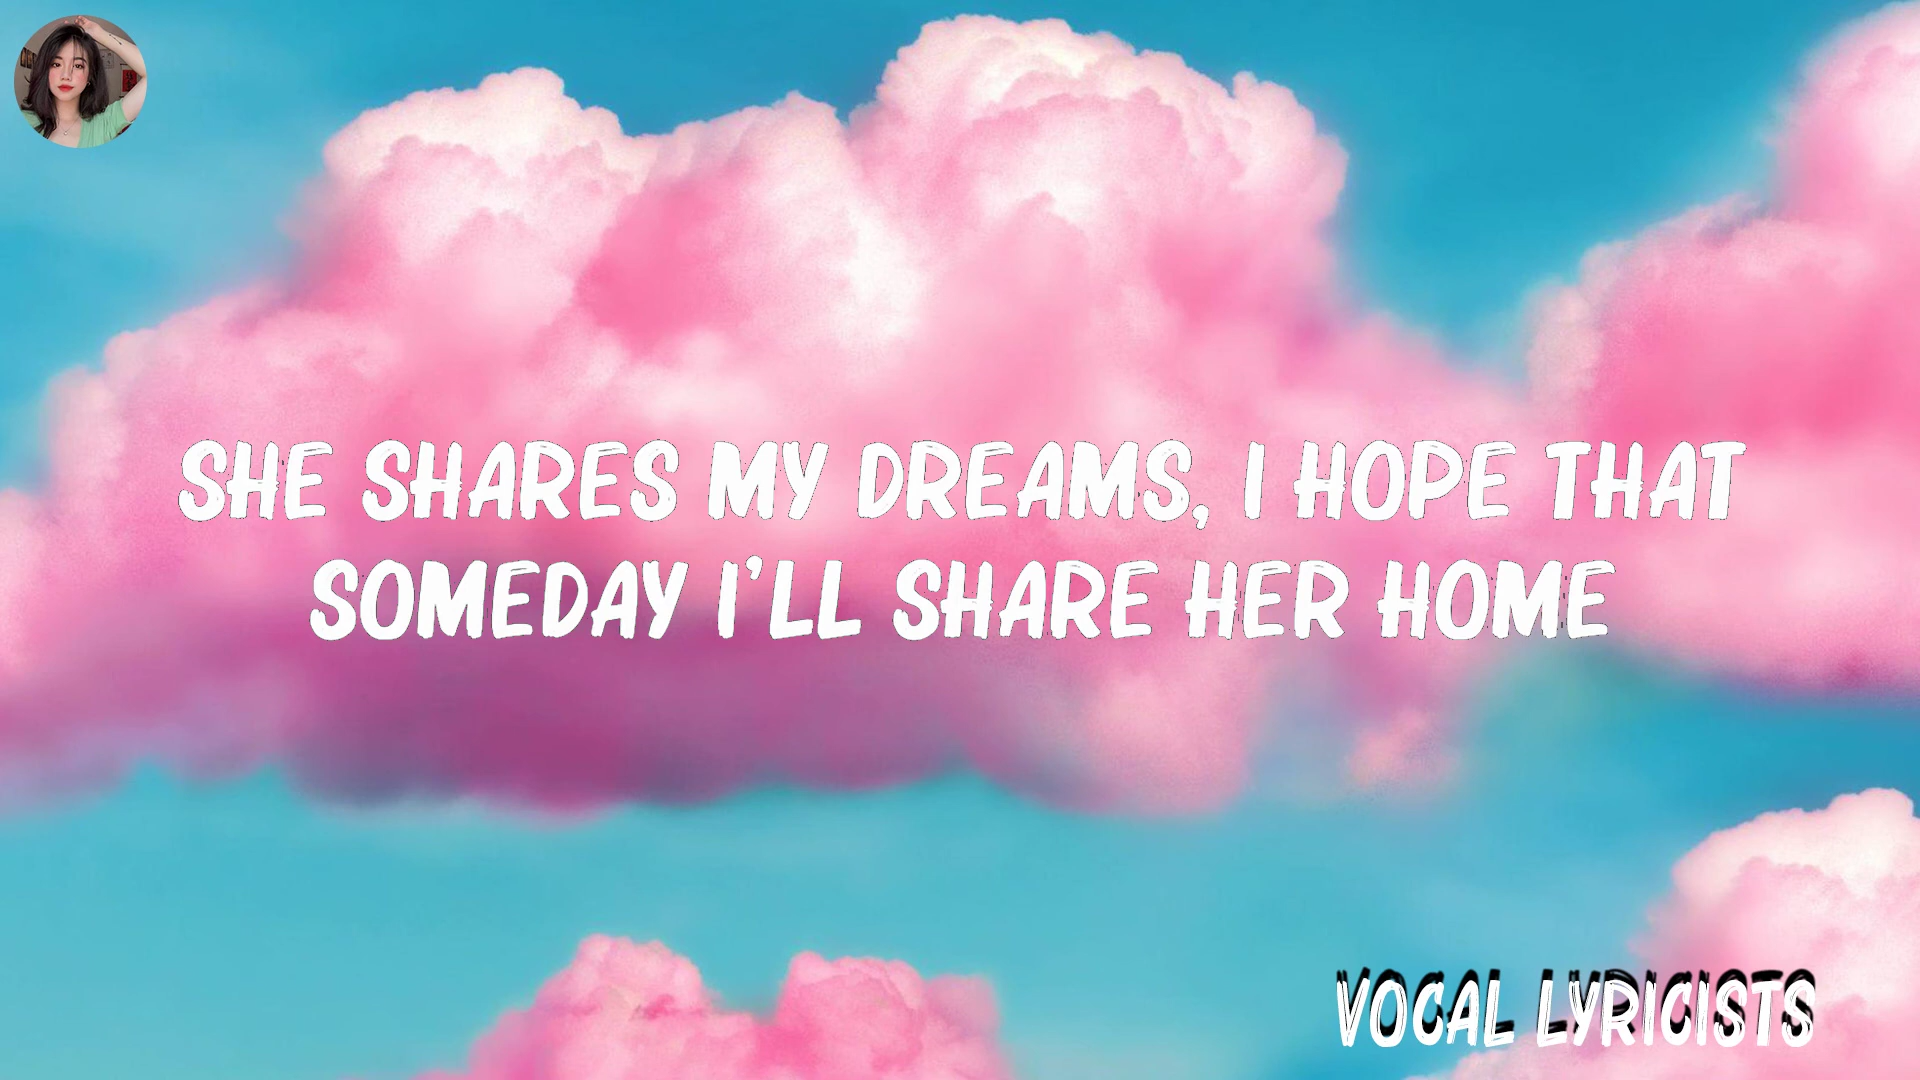 SHE SHARES MY DREAMS, I HOPE THAT
SOMEDAY I'LL SHARE HER HOME
VOCAL LYRICISTS